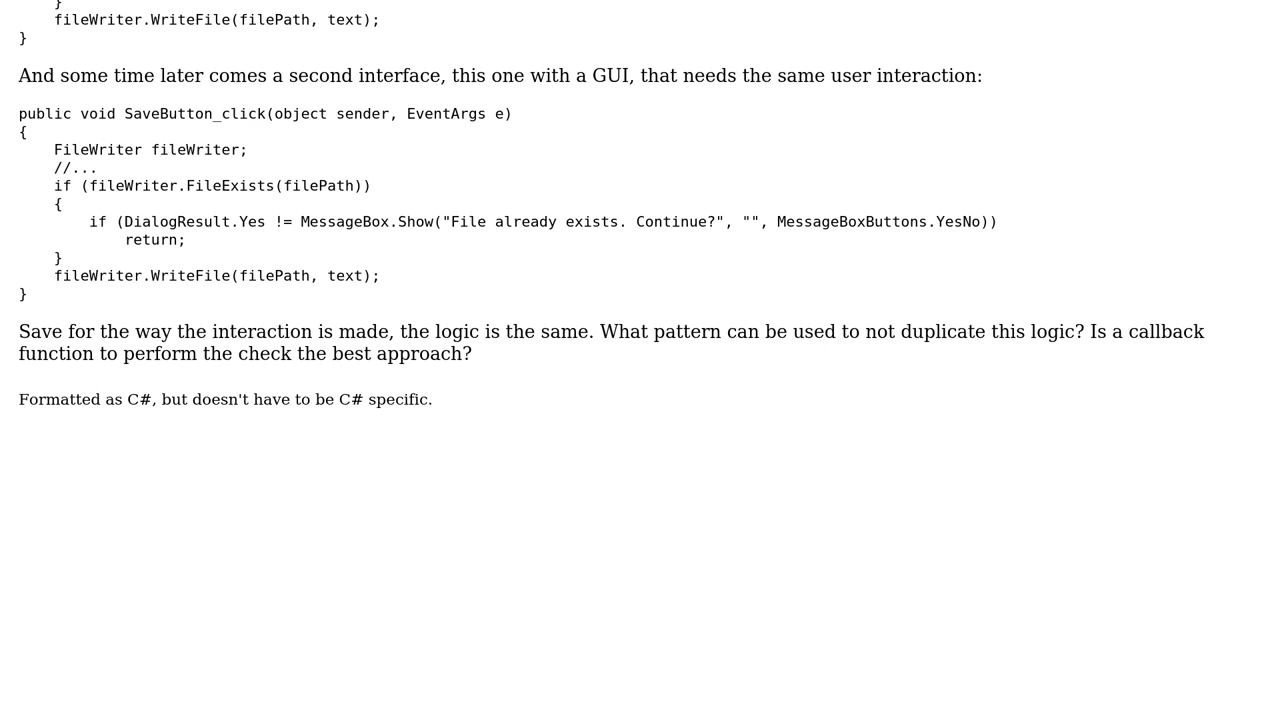 }
    fileWriter.WriteFile(filePath, text);
}
And some time later comes a second interface, this one with a GUI, that needs the same user interaction:
public void SaveButton_click(object sender, EventArgs e)
{
    FileWriter fileWriter;
    //...
    if (fileWriter.FileExists(filePath))
    {
        if (DialogResult.Yes != MessageBox.Show("File already exists. Continue?", "", MessageBoxButtons.YesNo))
            return;
    }
    fileWriter.WriteFile(filePath, text);
}
Save for the way the interaction is made, the logic is the same. What pattern can be used to not duplicate this logic? Is a callback
function to perform the check the best approach?
Formatted as C#, but doesn't have to be C# specific.